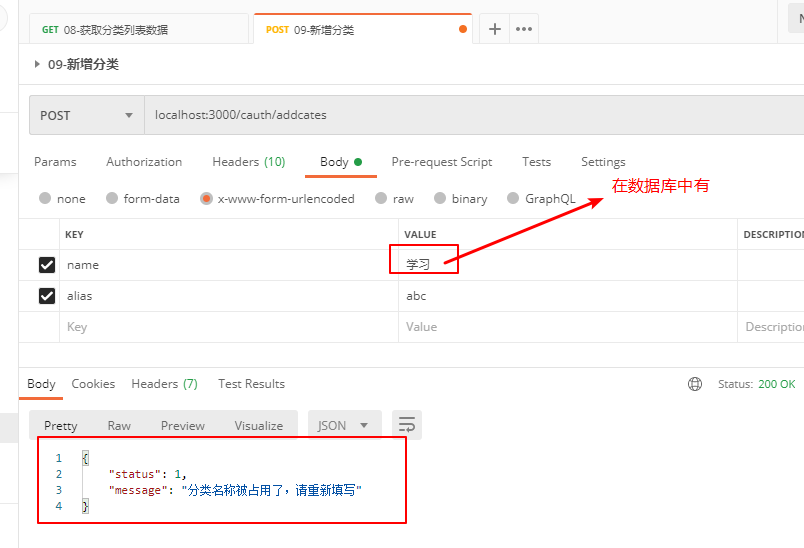 GET 08-获取分类列表数据
POST 09-新增分类
09-新增分类
POST localhost:3000/cauth/addcates
Params Authorization Headers (10) Body Pre-request Script Tests Settings
在数据库中有
none form-data x-www-form-urlencoded raw binary GraphQL
KEY VALUE DESCRIPTION
name 学习
alias abc
Key Value Description
Body Cookies Headers (7) Test Results Status: 200 OK
Pretty Raw Preview Visualize JSON
1 {
2 "status": 1,
3 "message": "分类名称被占用了，请重新填写"
4 }